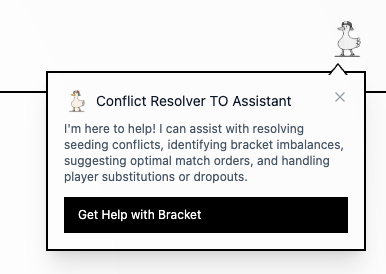 Conflict Resolver TO Assistant
I'm here to help! I can assist with resolving
seeding conflicts, identifying bracket imbalances,
suggesting optimal match orders, and handling
player substitutions or dropouts.
Get Help with Bracket